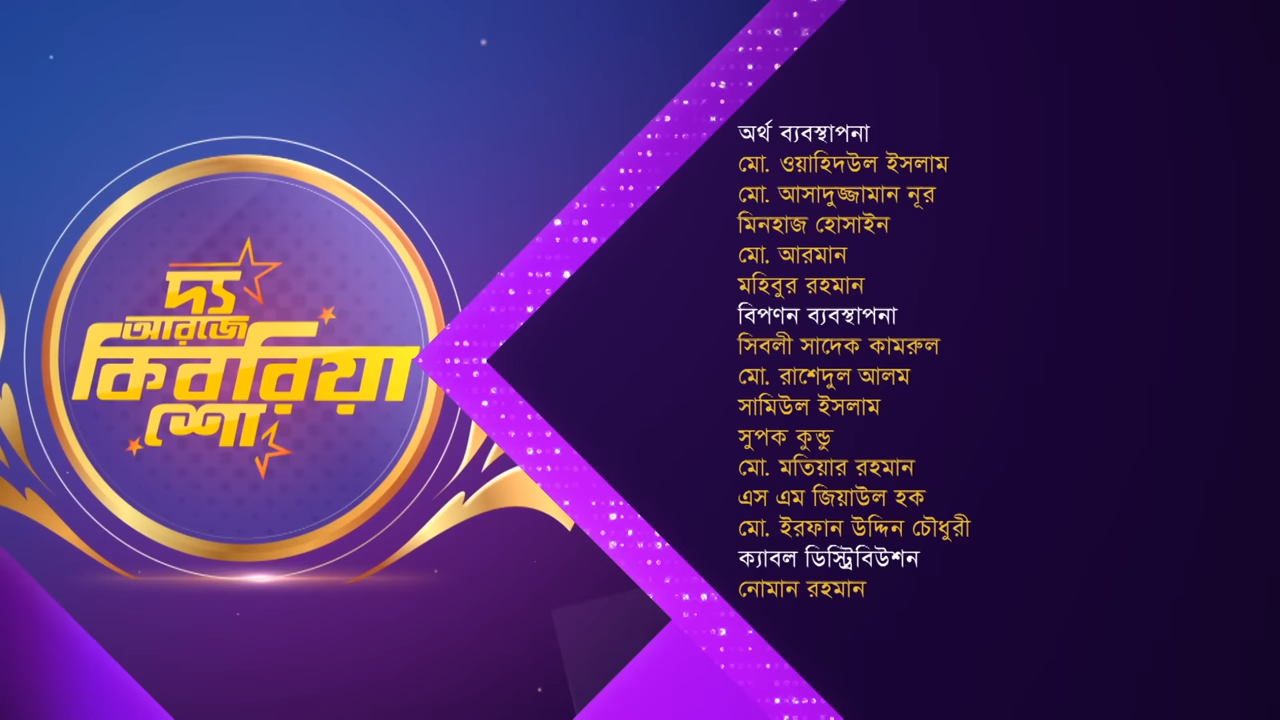 দ্য
আরজে
কিবরিয়া
শো
অর্থ ব্যবস্থাপনা
মো. ওয়াহিদউল ইসলাম
মো. আসাদুজ্জামান নূর
মিনহাজ হোসাইন
মো. আরমান
মহিবুর রহমান
বিপণন ব্যবস্থাপনা
সিবলী সাদেক কামরুল
মো. রাশেদুল আলম
সামিউল ইসলাম
সুপক কুন্ডু
মো. মতিয়ার রহমান
এস এম জিয়াউল হক
মো. ইরফান উদ্দিন চৌধুরী
ক্যাবল ডিস্ট্রিবিউশন
নোমান রহমান